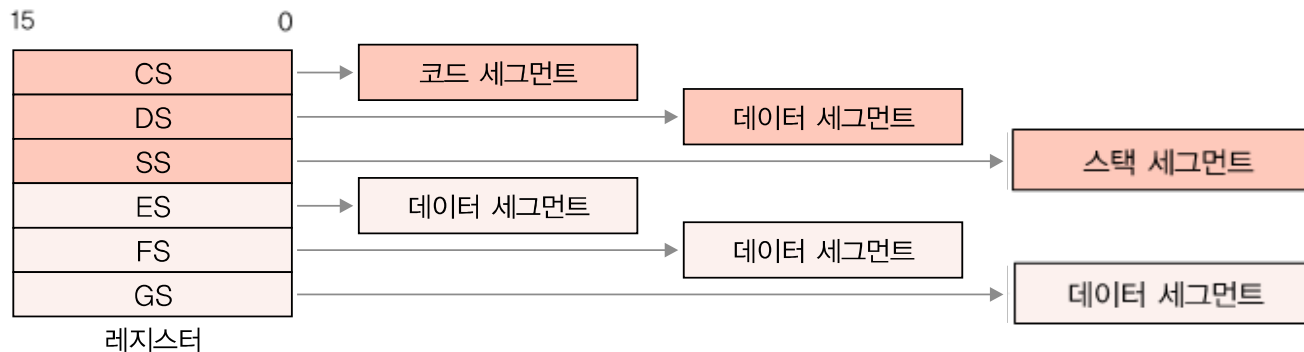 15 0
CS 코드 세그먼트
DS 데이터 세그먼트
SS 스택 세그먼트
ES 데이터 세그먼트
FS 데이터 세그먼트
GS 데이터 세그먼트
레지스터